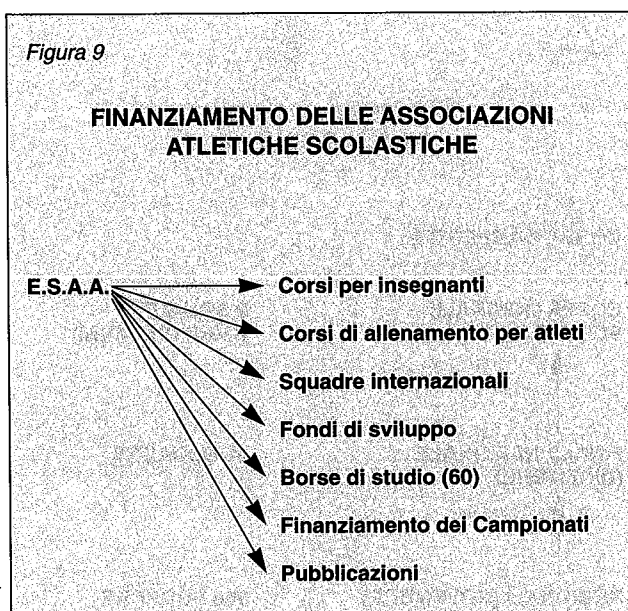 Figura 9
FINANZIAMENTO DELLE ASSOCIAZIONI
ATLETICHE SCOLASTICHE
E.S.A.A.
Corsi per insegnanti
Corsi di allenamento per atleti
Squadre internazionali
Fondi di sviluppo
Borse di studio (60)
Finanziamento dei Campionati
Pubblicazioni